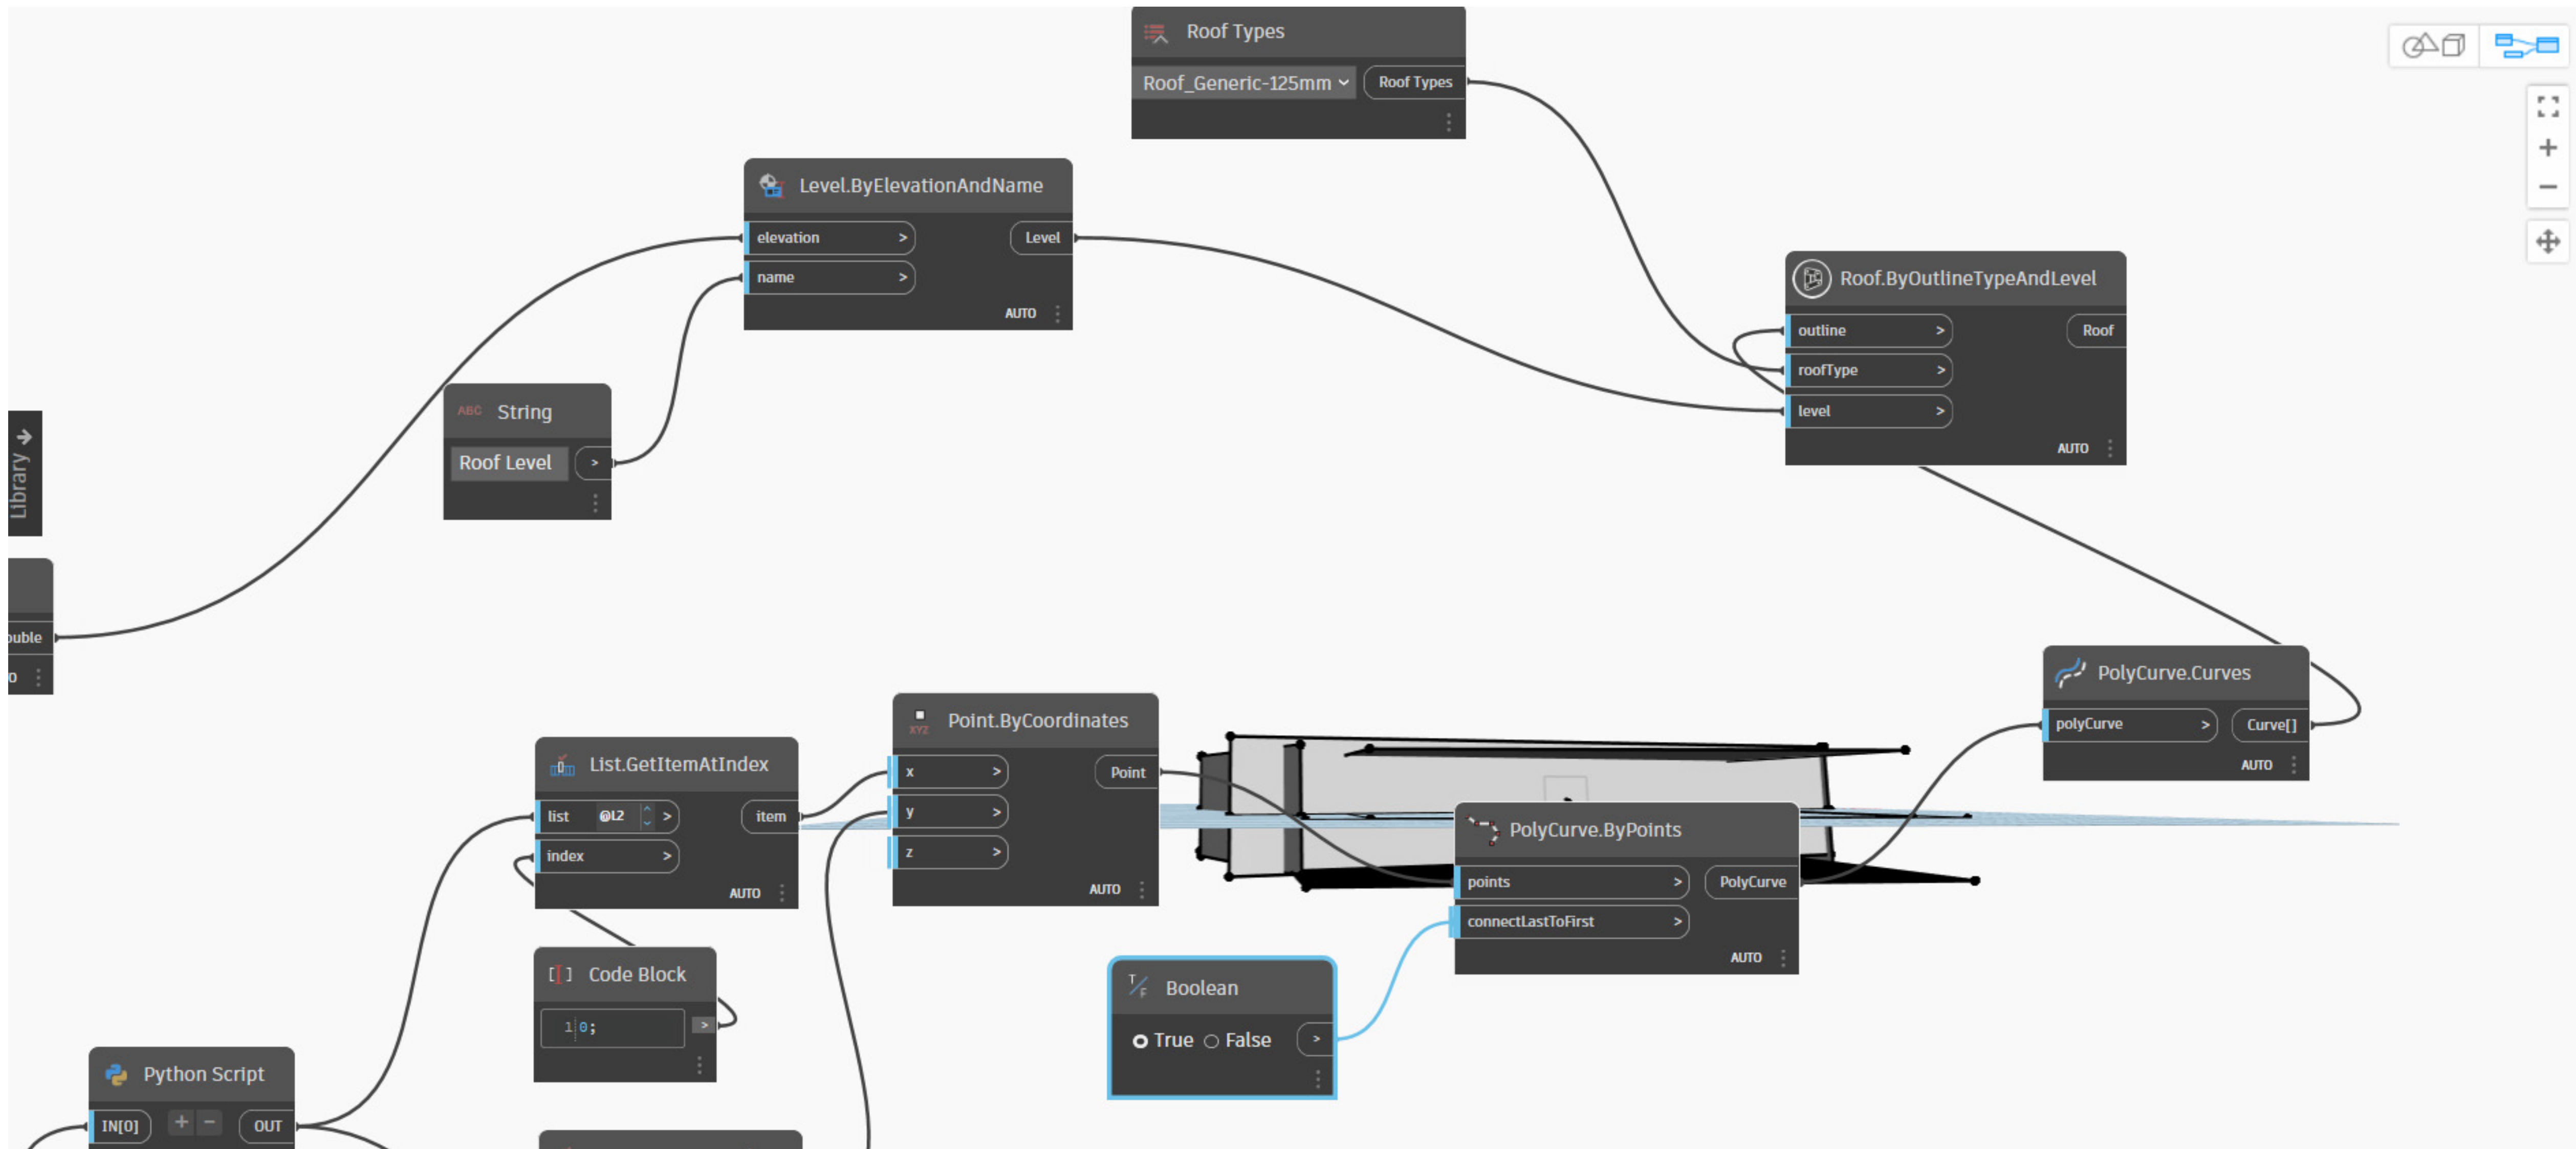 Roof Types
Roof_Generic-125mm
Roof Types
Level.ByElevationAndName
elevation > Level
name >
AUTO
Roof.ByOutlineTypeAndLevel
outline > Roof
roofType >
level >
AUTO
ABC String
Roof Level >
Library
PolyCurve.Curves
polyCurve > Curve[]
AUTO
Point.ByCoordinates
XYZ
x > Point
y >
z >
AUTO
List.GetItemAtIndex
list @L2 > item
index >
AUTO
PolyCurve.ByPoints
points > PolyCurve
connectLastToFirst >
AUTO
[I] Code Block
1 0; >
T/F Boolean
True False >
Python Script
IN[0] + - OUT